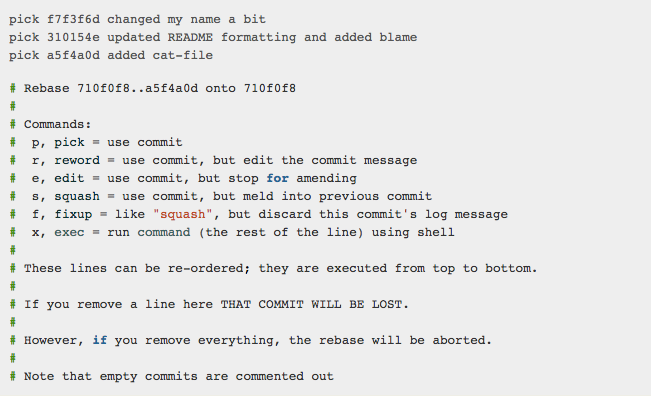 pick f7f3f6d changed my name a bit
pick 310154e updated README formatting and added blame
pick a5f4a0d added cat-file
# Rebase 710f0f8..a5f4a0d onto 710f0f8
#
# Commands:
#  p, pick = use commit
#  r, reword = use commit, but edit the commit message
#  e, edit = use commit, but stop for amending
#  s, squash = use commit, but meld into previous commit
#  f, fixup = like "squash", but discard this commit's log message
#  x, exec = run command (the rest of the line) using shell
#
# These lines can be re-ordered; they are executed from top to bottom.
#
# If you remove a line here THAT COMMIT WILL BE LOST.
#
# However, if you remove everything, the rebase will be aborted.
#
# Note that empty commits are commented out